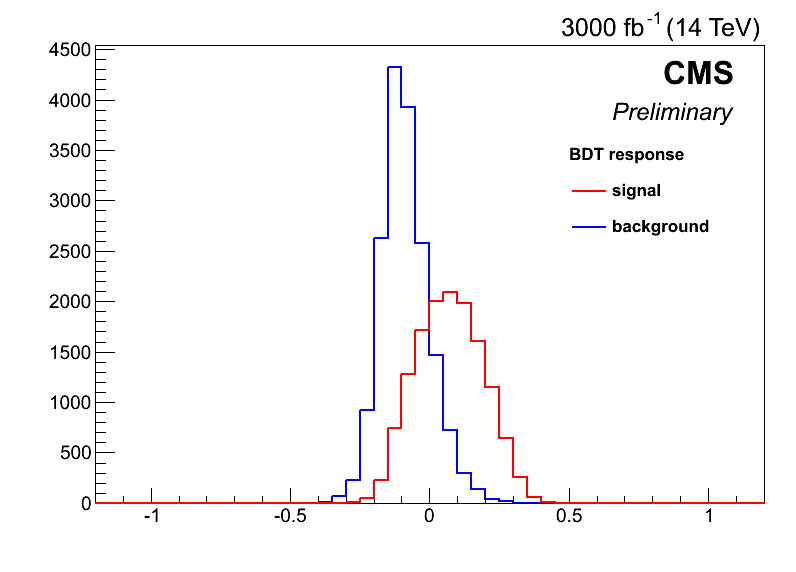 3000 fb-1 (14 TeV)
4500
CMS
4000
Preliminary
3500
BDT response
signal
3000
background
2500
2000
1500
1000
500
0
-1 -0.5 0 0.5 1